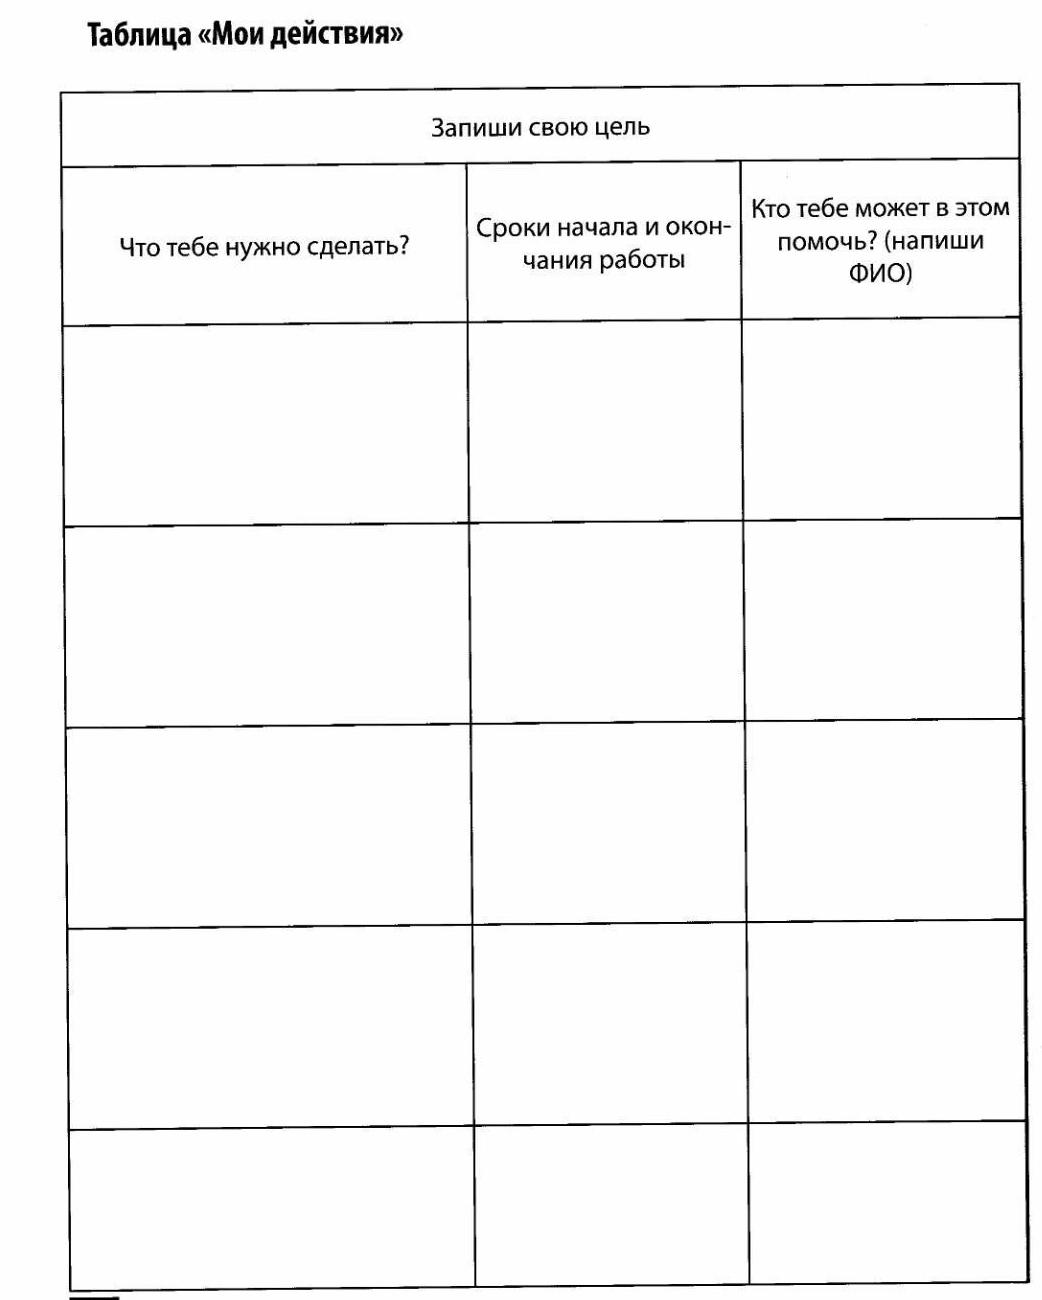 Таблица «Мои действия»
Запиши свою цель
Что тебе нужно сделать?
Сроки начала и окон-
чания работы
Кто тебе может в этом
помочь? (напиши
ФИО)